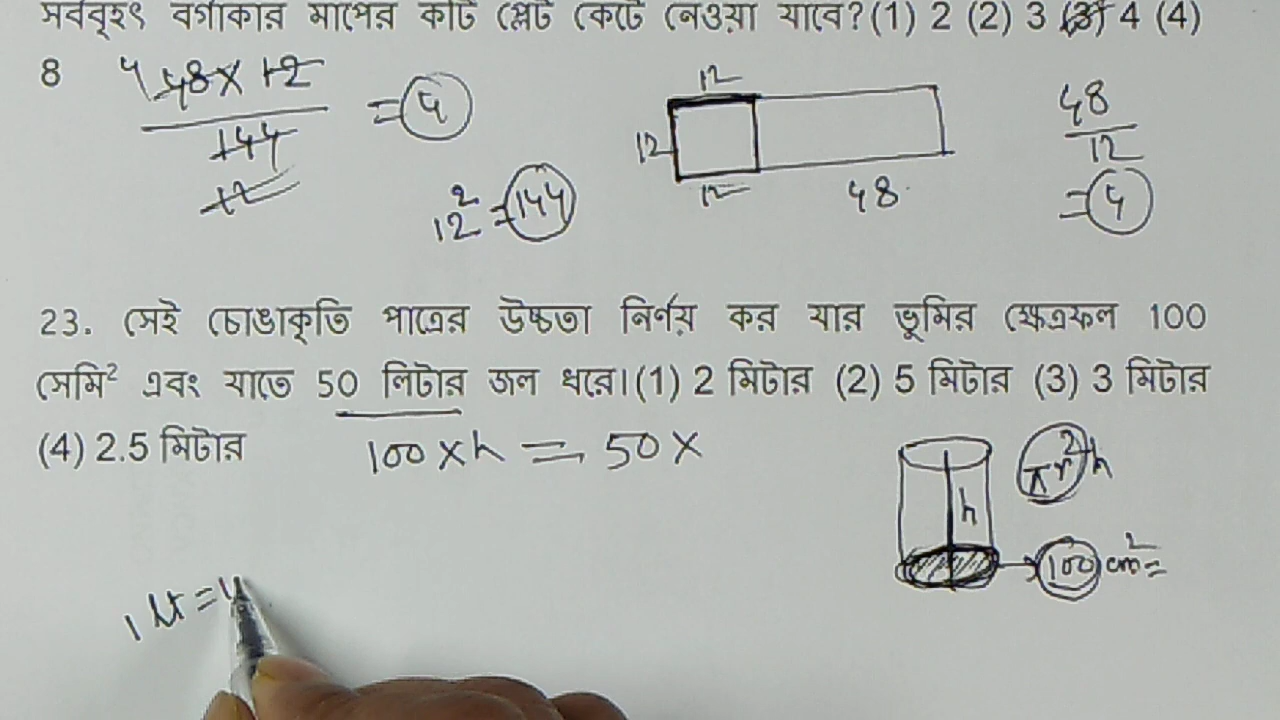 সর্ববৃহৎ বর্গাকার মাপের কটি প্লেট কেটে নেওয়া যাবে?(1) 2 (2) 3 (3) 4 (4)
8
4 48 x 12
144
12
= 4
12² = 144
12
12
12
48
48
12
= 4
23. সেই চোঙাকৃতি পাত্রের উচ্চতা নির্ণয় কর যার ভূমির ক্ষেত্রফল 100
সেমি² এবং যাতে 50 লিটার জল ধরে।(1) 2 মিটার (2) 5 মিটার (3) 3 মিটার
(4) 2.5 মিটার
100 x h = 50 x
πr²h
h
100 cm² =
1 lt =